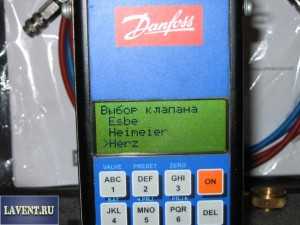 Danfoss
Выбор клапана
Esbe
Heimeier
>Herz
VALVE PRESET ZERO
ABC DEF GHI ON
1 2 3
JKL MNO PQR DEL
4 5 6
LAVENT.RU